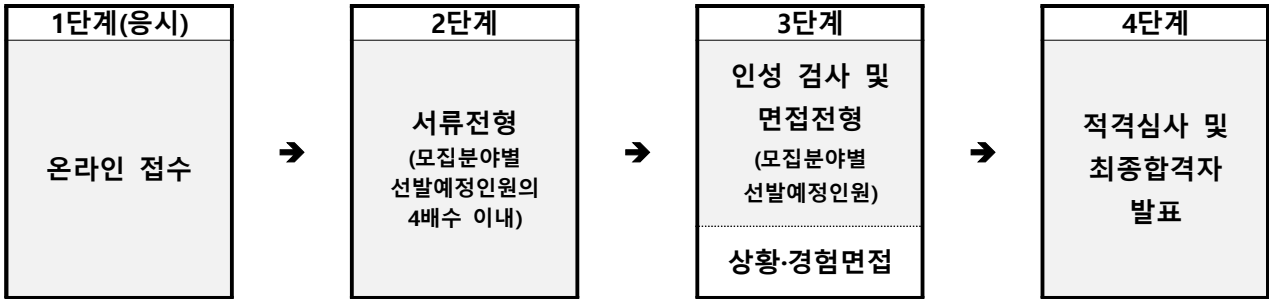 1단계(응시)
온라인 접수
➔
2단계
서류전형
(모집분야별
선발예정인원의
4배수 이내)
➔
3단계
인성 검사 및
면접전형
(모집분야별
선발예정인원)
상황·경험면접
➔
4단계
적격심사 및
최종합격자
발표